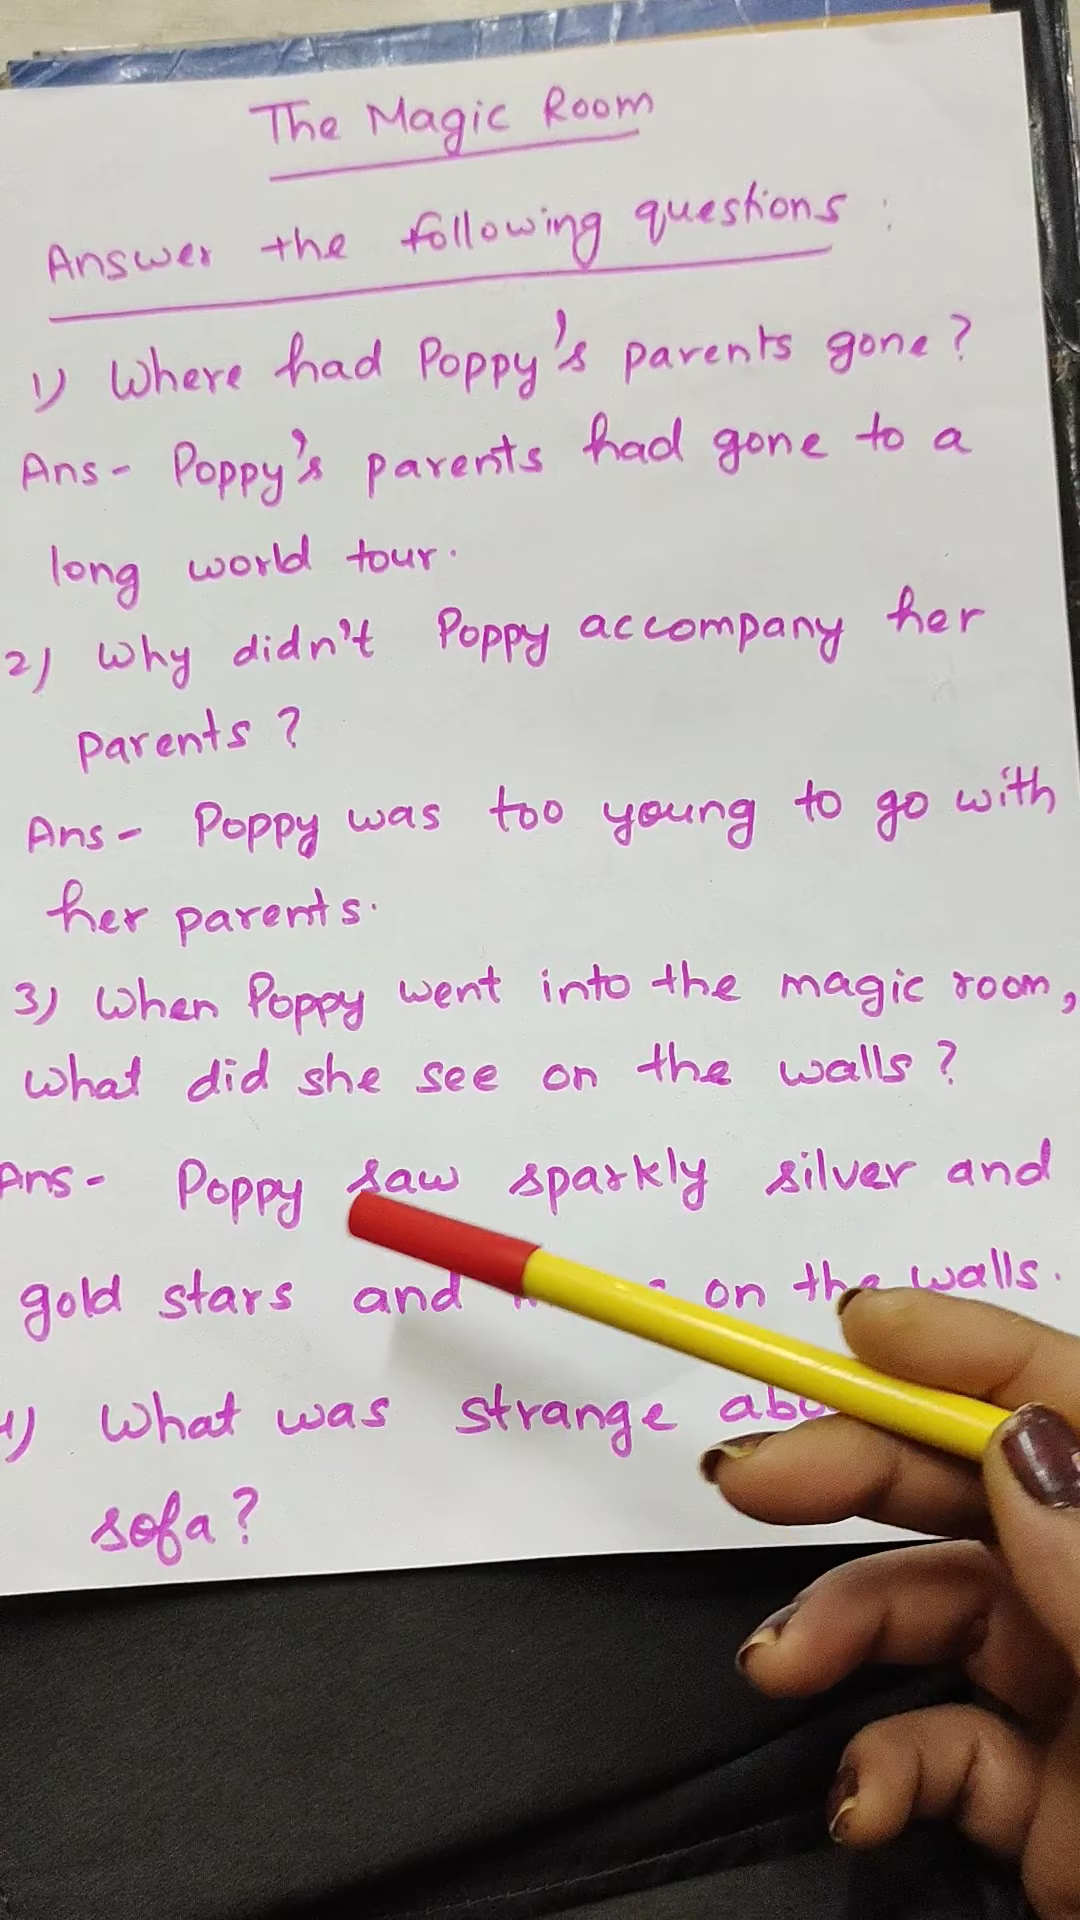 The Magic Room
Answer the following questions :
1) Where had Poppy's parents gone?
Ans- Poppy's parents had gone to a
long world tour.
2) Why didn't Poppy accompany her
parents?
Ans- Poppy was too young to go with
her parents.
3) When Poppy went into the magic room,
what did she see on the walls?
Ans- Poppy saw sparkly silver and
gold stars and on the walls.
4) What was strange
sofa?